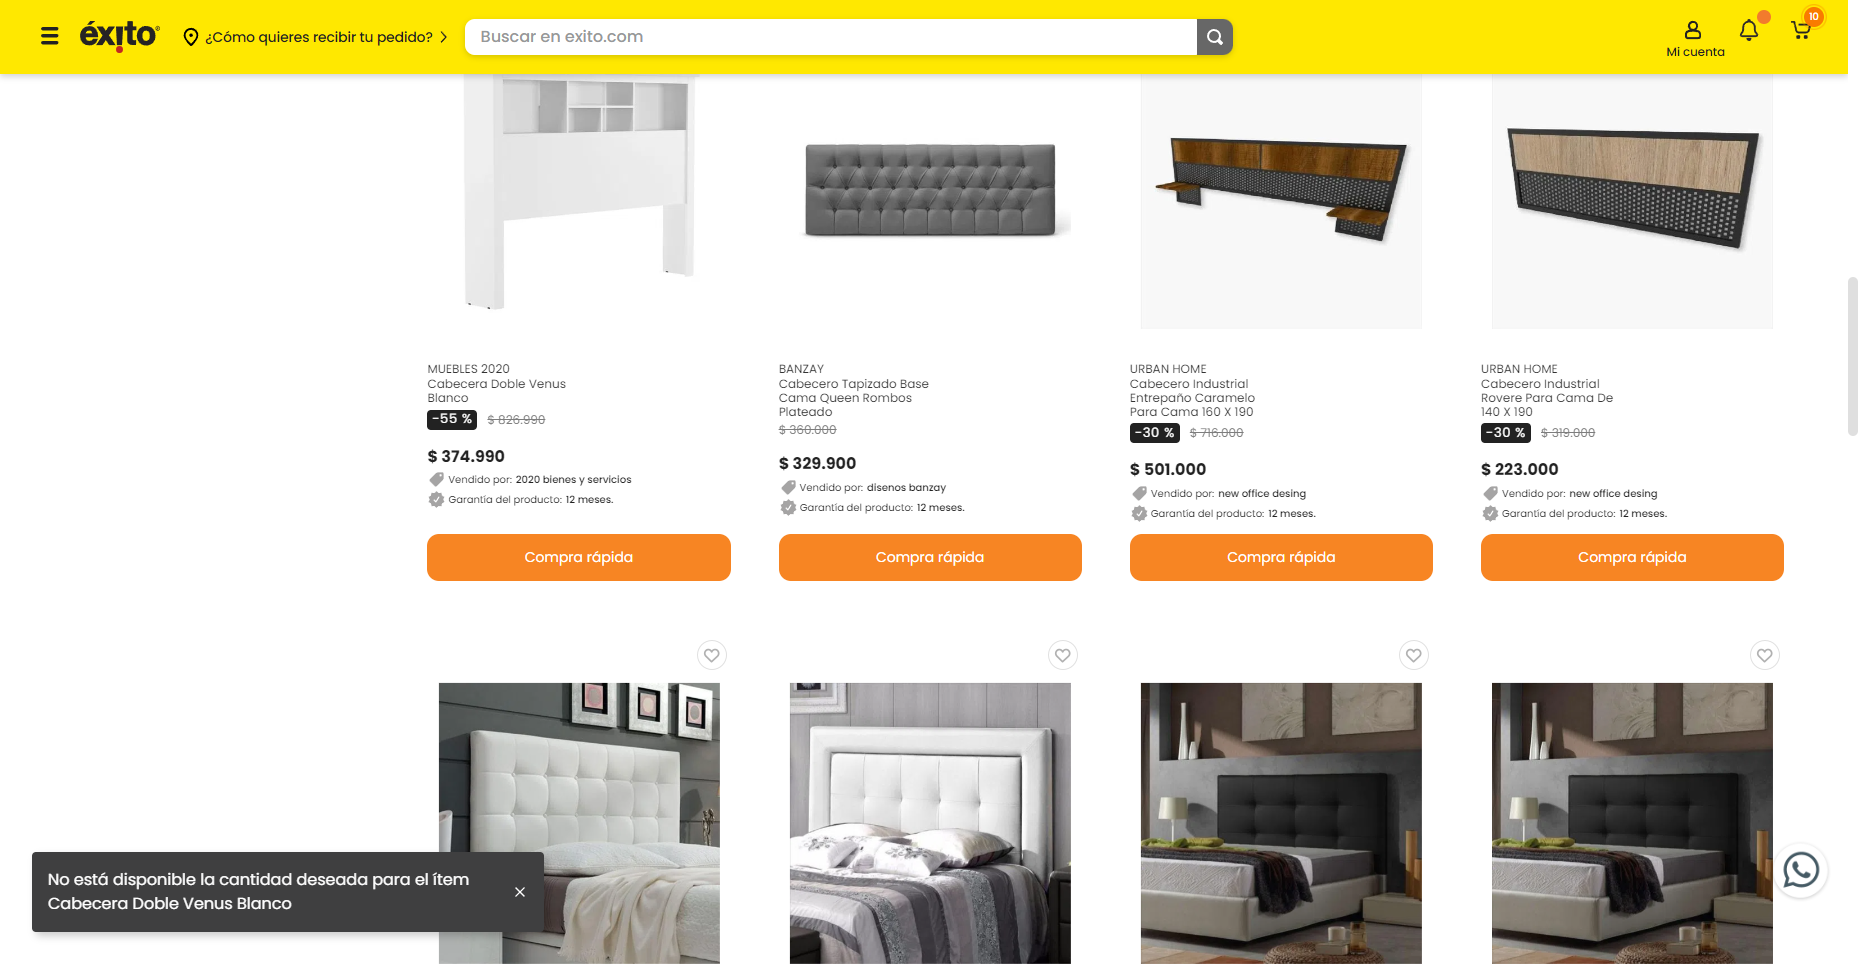 éxito
¿Cómo quieres recibir tu pedido?
Buscar en exito.com
Mi cuenta
10
MUEBLES 2020
Cabecera Doble Venus
Blanco
-55 % $ 826.990
$ 374.990
Vendido por: 2020 bienes y servicios
Garantía del producto: 12 meses.
Compra rápida
BANZAY
Cabecero Tapizado Base
Cama Queen Rombos
Plateado
$ 360.000
$ 329.900
Vendido por: disenos banzay
Garantía del producto: 12 meses.
Compra rápida
URBAN HOME
Cabecero Industrial
Entrepaño Caramelo
Para Cama 160 X 190
-30 % $ 716.000
$ 501.000
Vendido por: new office desing
Garantía del producto: 12 meses.
Compra rápida
URBAN HOME
Cabecero Industrial
Rovere Para Cama De
140 X 190
-30 % $ 319.000
$ 223.000
Vendido por: new office desing
Garantía del producto: 12 meses.
Compra rápida
No está disponible la cantidad deseada para el ítem
Cabecera Doble Venus Blanco